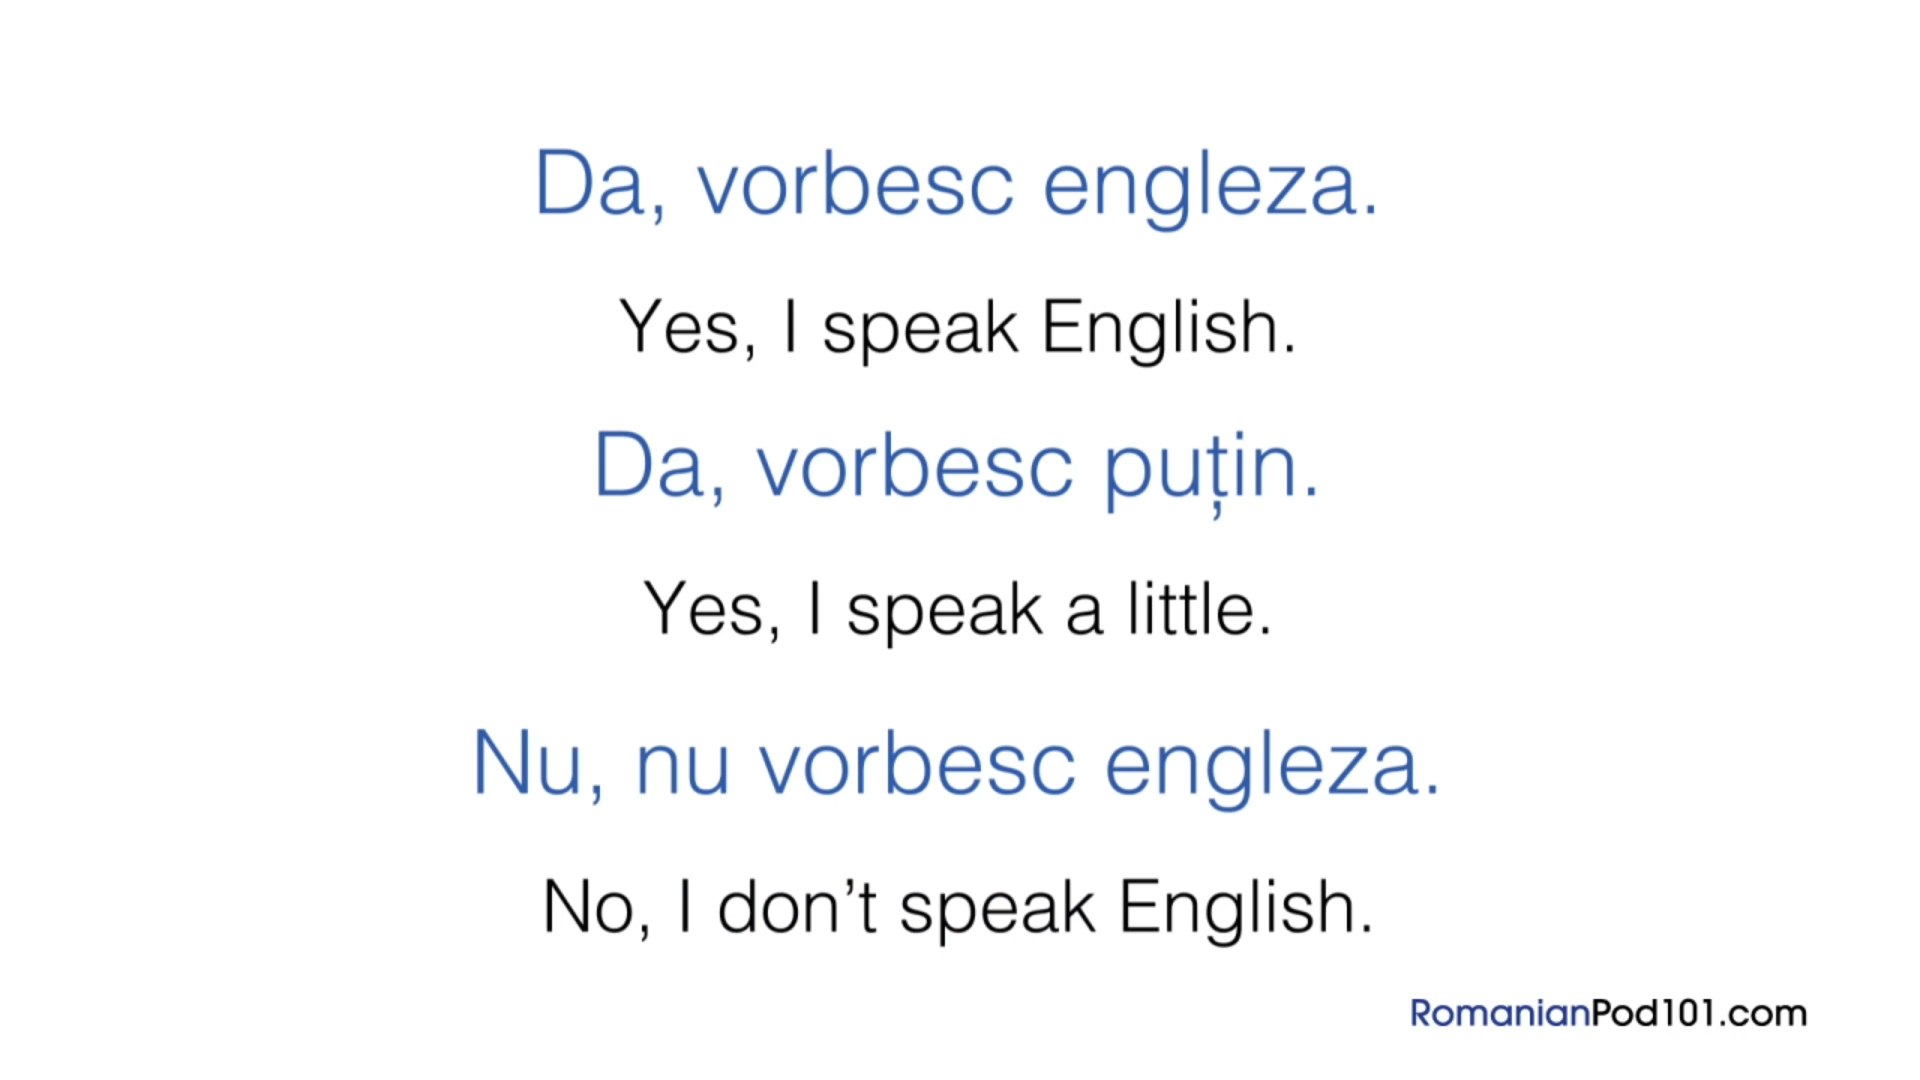 Da, vorbesc engleza.
Yes, I speak English.
Da, vorbesc puțin.
Yes, I speak a little.
Nu, nu vorbesc engleza.
No, I don’t speak English.
RomanianPod101.com